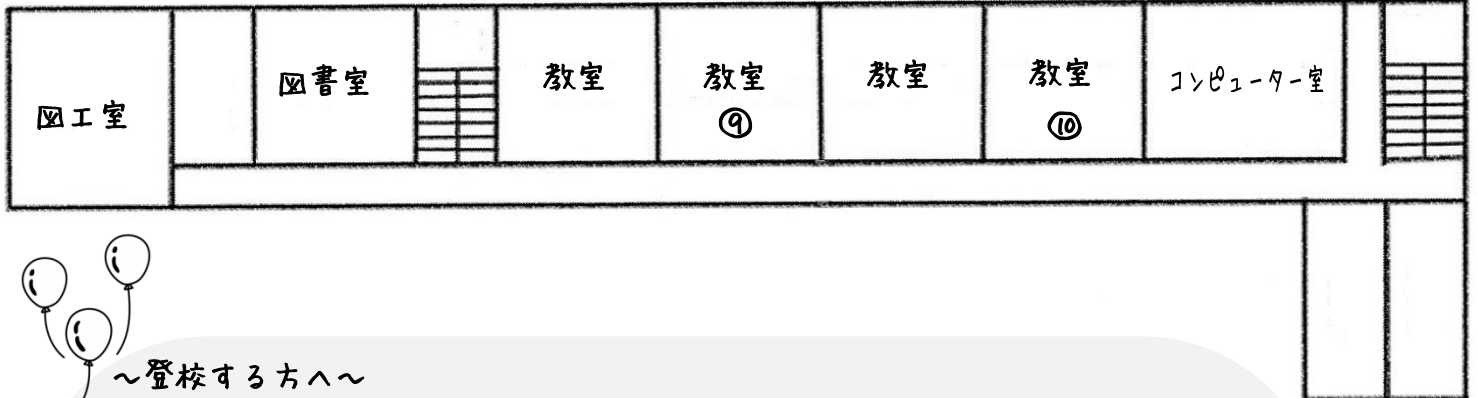 図工室
図書室
教室
教室
⑨
教室
教室
⑩
コンピューター室
～登校する方へ～